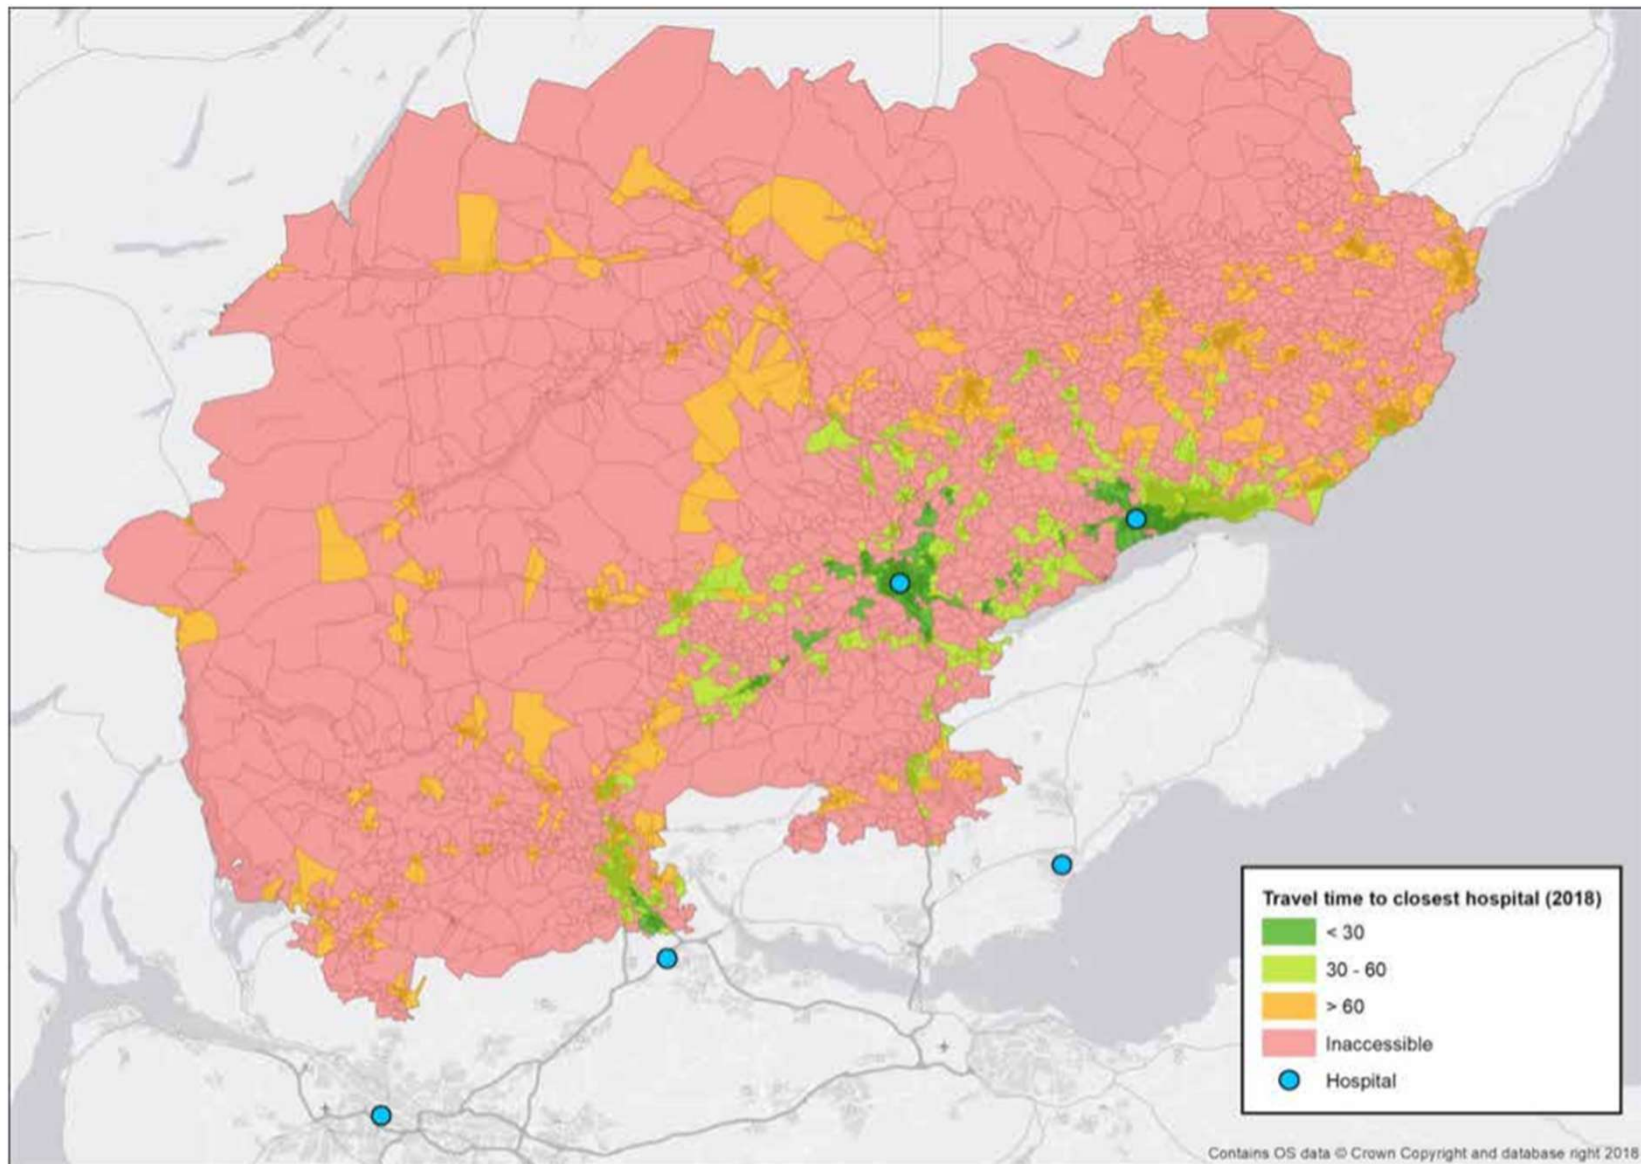 Travel time to closest hospital (2018)
< 30
30 - 60
> 60
Inaccessible
Hospital
Contains OS data © Crown Copyright and database right 2018